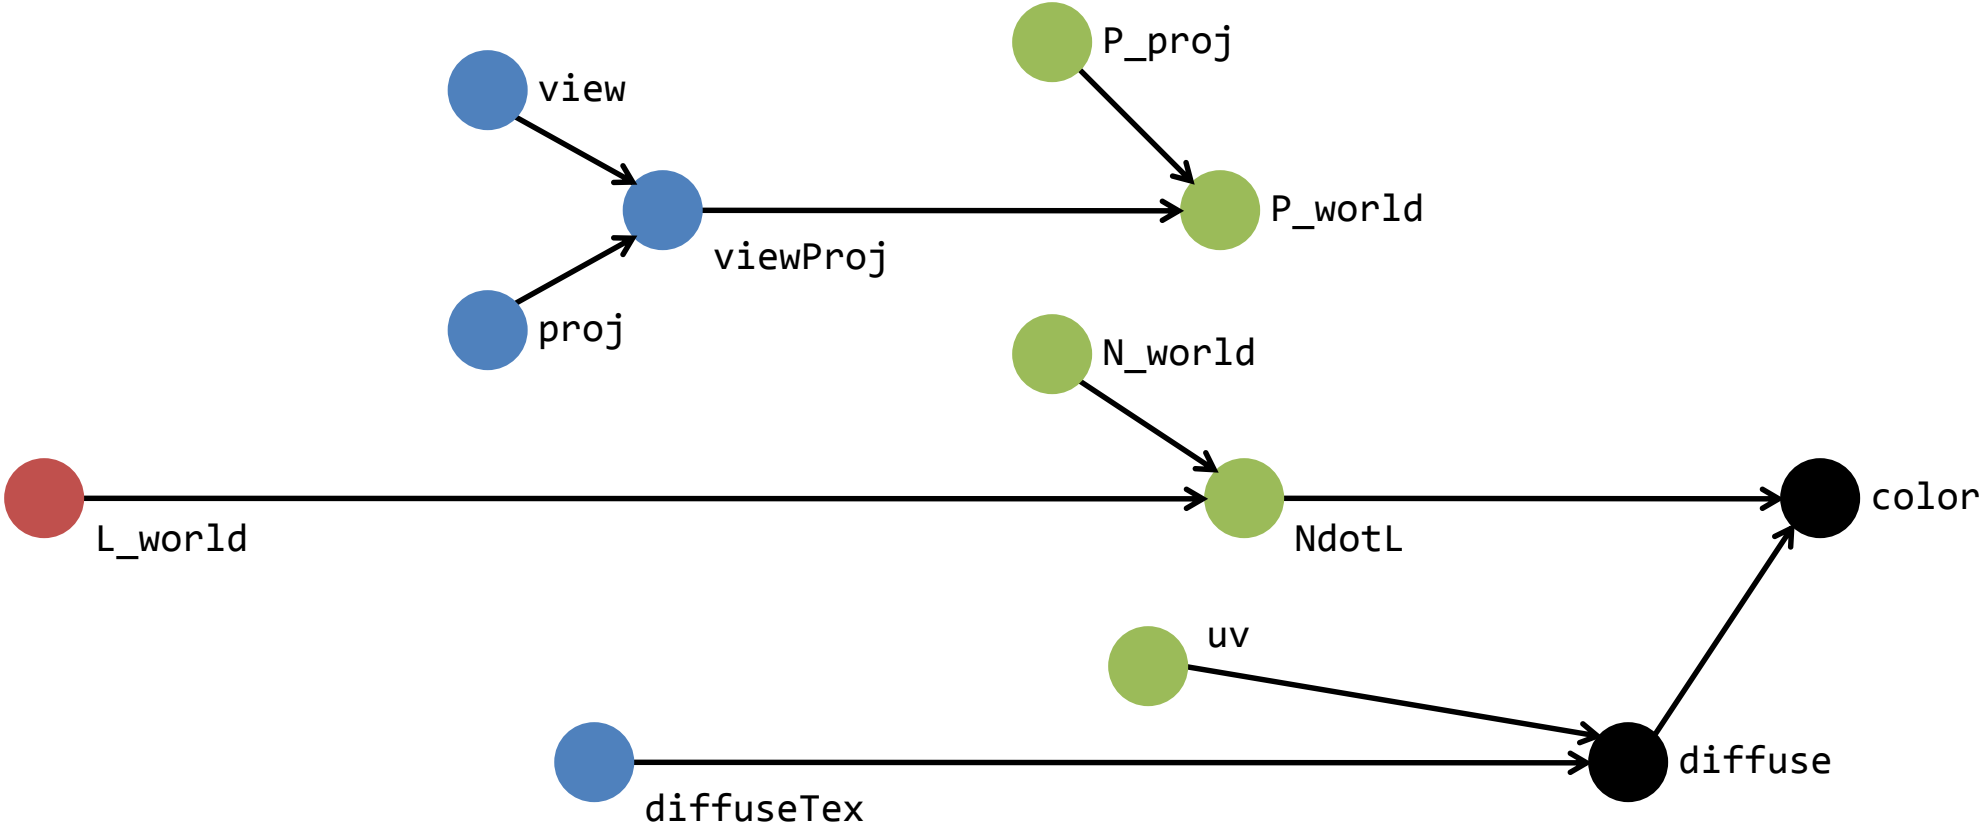 P_proj
view
P_world
viewProj
proj
N_world
color
L_world
NdotL
uv
diffuse
diffuseTex